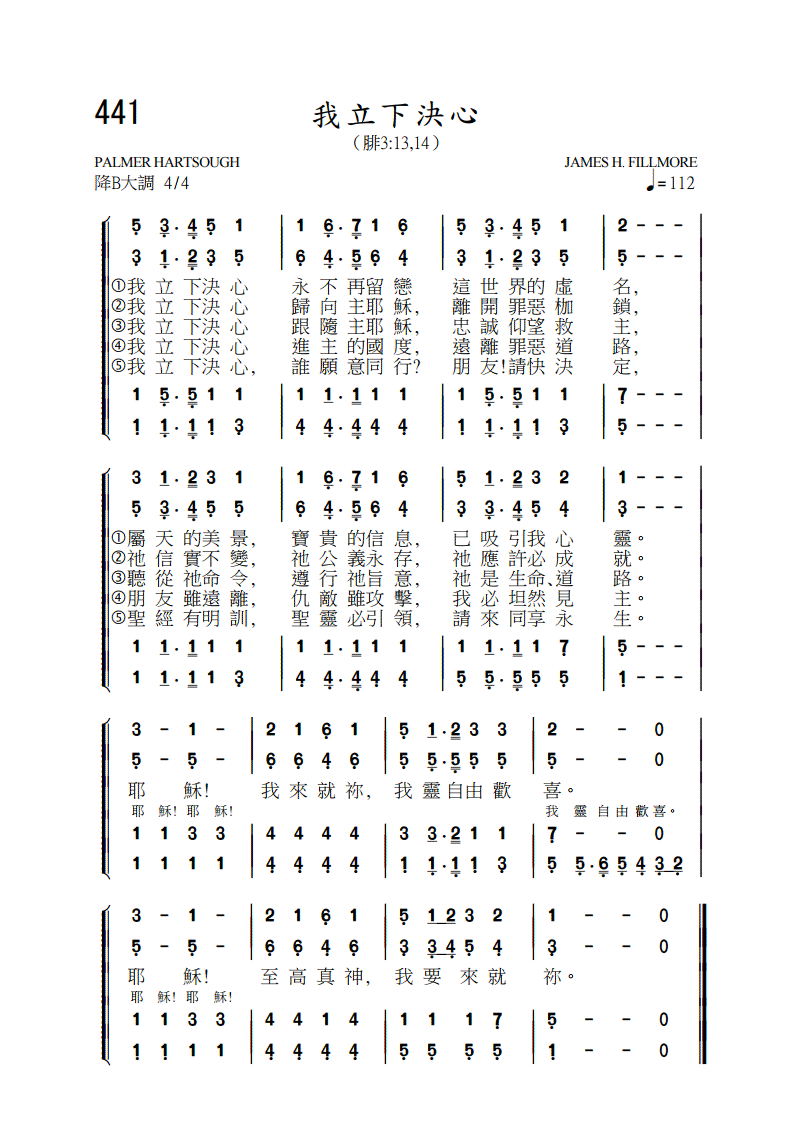 441
我立下決心
（腓3:13,14）
PALMER HARTSOUGH
JAMES H. FILLMORE
降B大調 4/4
♩=112
5 3·4 5 1 | 1 6·7 1 6 | 5 3·4 5 1 | 2 - - -
3 1·2 3 5 | 6 4·5 6 4 | 3 1·2 3 5 | 5 - - -
①我立下決心 永不再留戀 這世界的虛名，
②我立下決心 歸向主耶穌， 離開罪惡枷鎖，
③我立下決心 跟隨主耶穌， 忠誠仰望救主，
④我立下決心 進主的國度， 遠離罪惡道路，
⑤我立下決心， 誰願意同行？ 朋友！請快決定，
1 5·5 1 1 | 1 1·1 1 1 | 1 5·5 1 1 | 7 - - -
1 1·1 1 3 | 4 4·4 4 4 | 1 1·1 1 3 | 5 - - -
3 1·2 3 1 | 1 6·7 1 6 | 5 1·2 3 2 | 1 - - -
5 3·4 5 5 | 6 4·5 6 4 | 3 3·4 5 4 | 3 - - -
①屬天的美景， 寶貴的信息， 已吸引我心靈。
②祂信實不變， 祂公義永存， 祂應許必成就。
③聽從祂命令， 遵行祂旨意， 祂是生命、道路。
④朋友雖遠離， 仇敵雖攻擊， 我必坦然見主。
⑤聖經有明訓， 聖靈必引領， 請來同享永生。
1 1·1 1 1 | 1 1·1 1 1 | 1 1·1 1 7 | 5 - - -
1 1·1 1 3 | 4 4·4 4 4 | 5 5·5 5 5 | 1 - - -
3 - 1 - | 2 1 6 1 | 5 1·2 3 3 | 2 - - 0
5 - 5 - | 6 6 4 6 | 5 5·5 5 5 | 5 - - 0
耶 穌！ 我來就祢， 我靈自由歡 喜。
耶 穌！耶 穌！ 我 靈 自 由 歡 喜。
1 1 3 3 | 4 4 4 4 | 3 3·2 1 1 | 7 - - 0
1 1 1 1 | 4 4 4 4 | 1 1·1 1 3 | 5 5·6 5 4 3 2
3 - 1 - | 2 1 6 1 | 5 1 2 3 2 | 1 - - 0
5 - 5 - | 6 6 4 6 | 3 3 4 5 4 | 3 - - 0
耶 穌！ 至高真神， 我要來就 祢。
耶 穌！耶 穌！
1 1 3 3 | 4 4 1 4 | 1 1 1 7 | 5 - - 0
1 1 1 1 | 4 4 4 4 | 5 5 5 5 | 1 - - 0